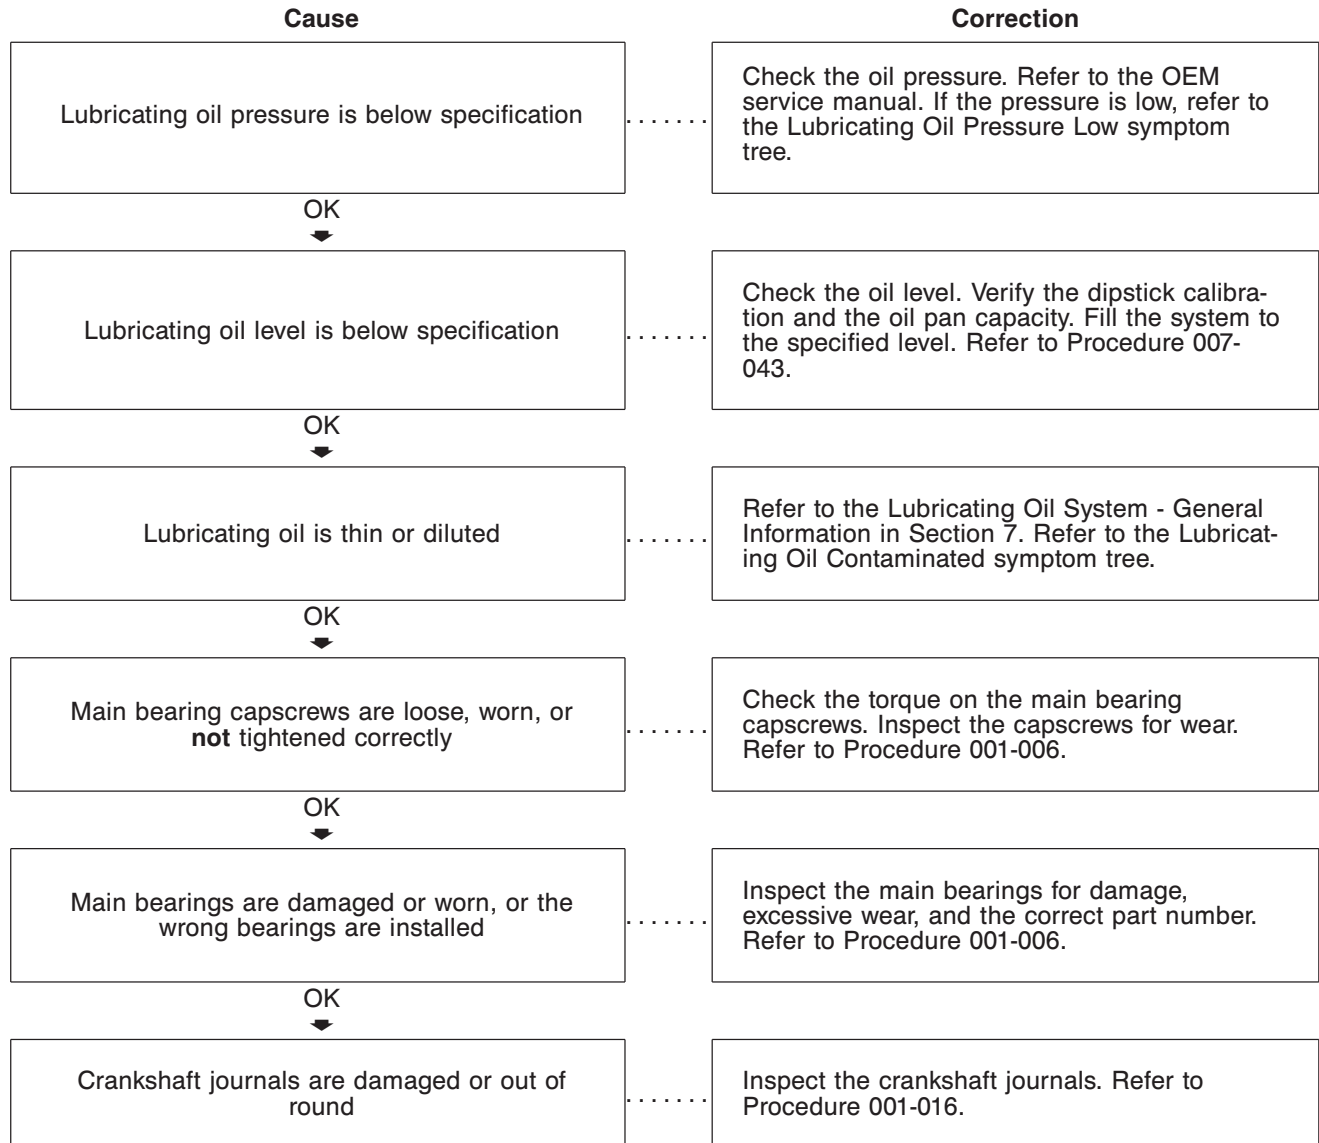 Cause
Correction
Lubricating oil pressure is below specification
. . . . . . .
Check the oil pressure. Refer to the OEM
service manual. If the pressure is low, refer to
the Lubricating Oil Pressure Low symptom
tree.
OK
Lubricating oil level is below specification
. . . . . . .
Check the oil level. Verify the dipstick calibra-
tion and the oil pan capacity. Fill the system to
the specified level. Refer to Procedure 007-
043.
OK
Lubricating oil is thin or diluted
. . . . . . .
Refer to the Lubricating Oil System - General
Information in Section 7. Refer to the Lubricat-
ing Oil Contaminated symptom tree.
OK
Main bearing capscrews are loose, worn, or
not tightened correctly
. . . . . . .
Check the torque on the main bearing
capscrews. Inspect the capscrews for wear.
Refer to Procedure 001-006.
OK
Main bearings are damaged or worn, or the
wrong bearings are installed
. . . . . . .
Inspect the main bearings for damage,
excessive wear, and the correct part number.
Refer to Procedure 001-006.
OK
Crankshaft journals are damaged or out of
round
. . . . . . .
Inspect the crankshaft journals. Refer to
Procedure 001-016.